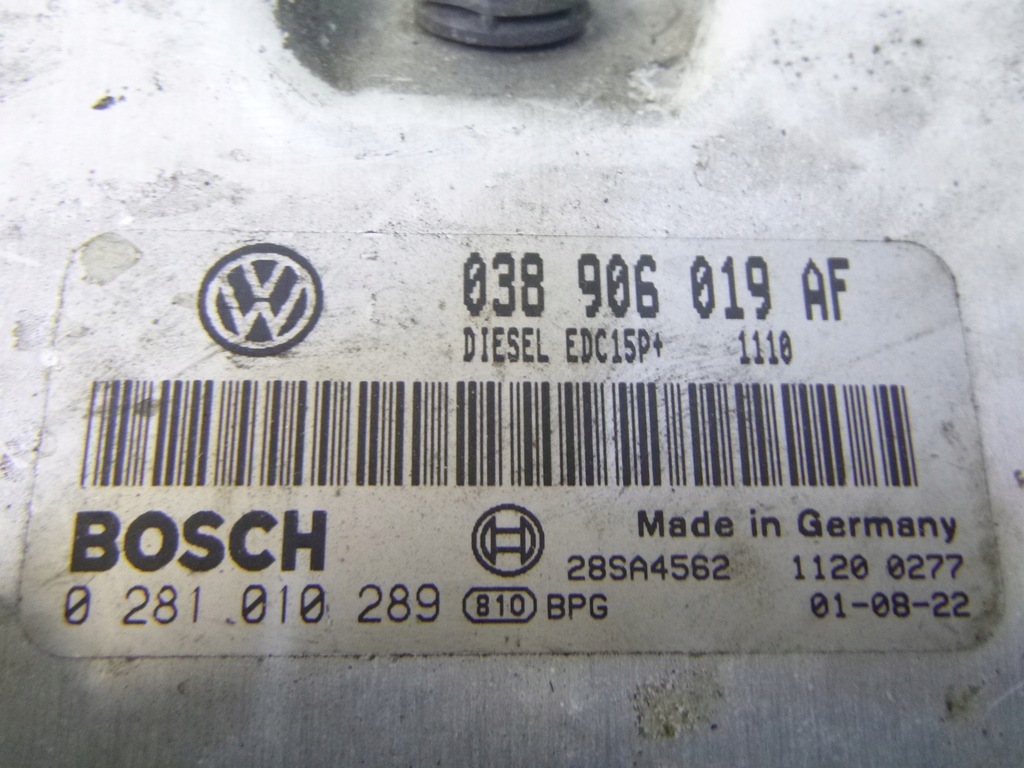 038 906 019 AF
DIESEL EDC15P+ 1110
BOSCH
Made in Germany
28SA4562 1120 0277
0 281 010 289 810 BPG 01-08-22